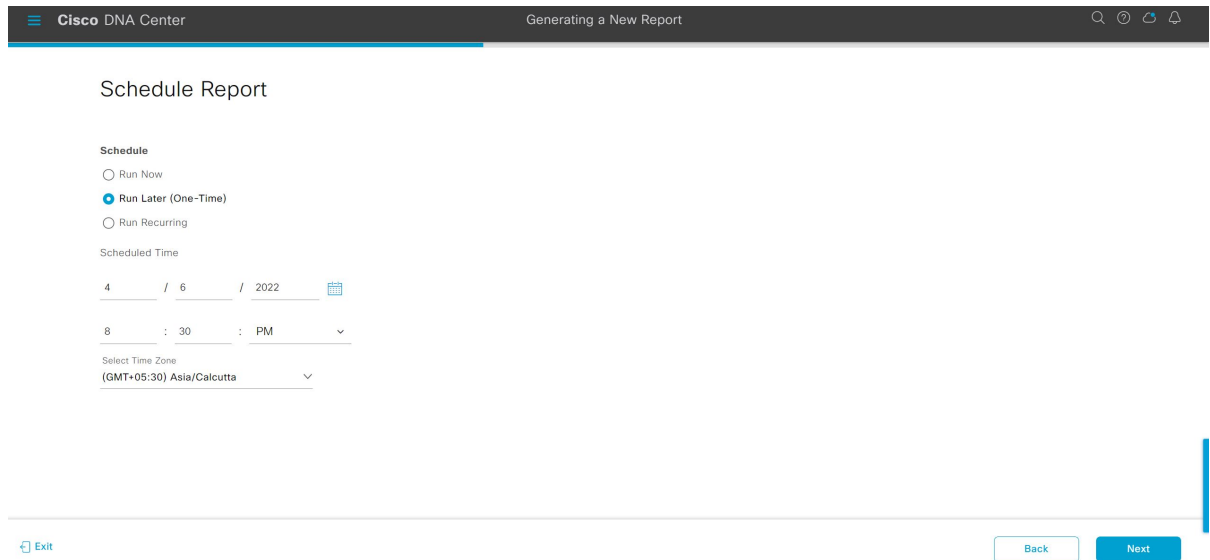 Cisco DNA Center Generating a New Report
Schedule Report
Schedule
Run Now
Run Later (One-Time)
Run Recurring
Scheduled Time
4 / 6 / 2022
8 : 30 : PM
Select Time Zone
(GMT+05:30) Asia/Calcutta
Exit Back Next